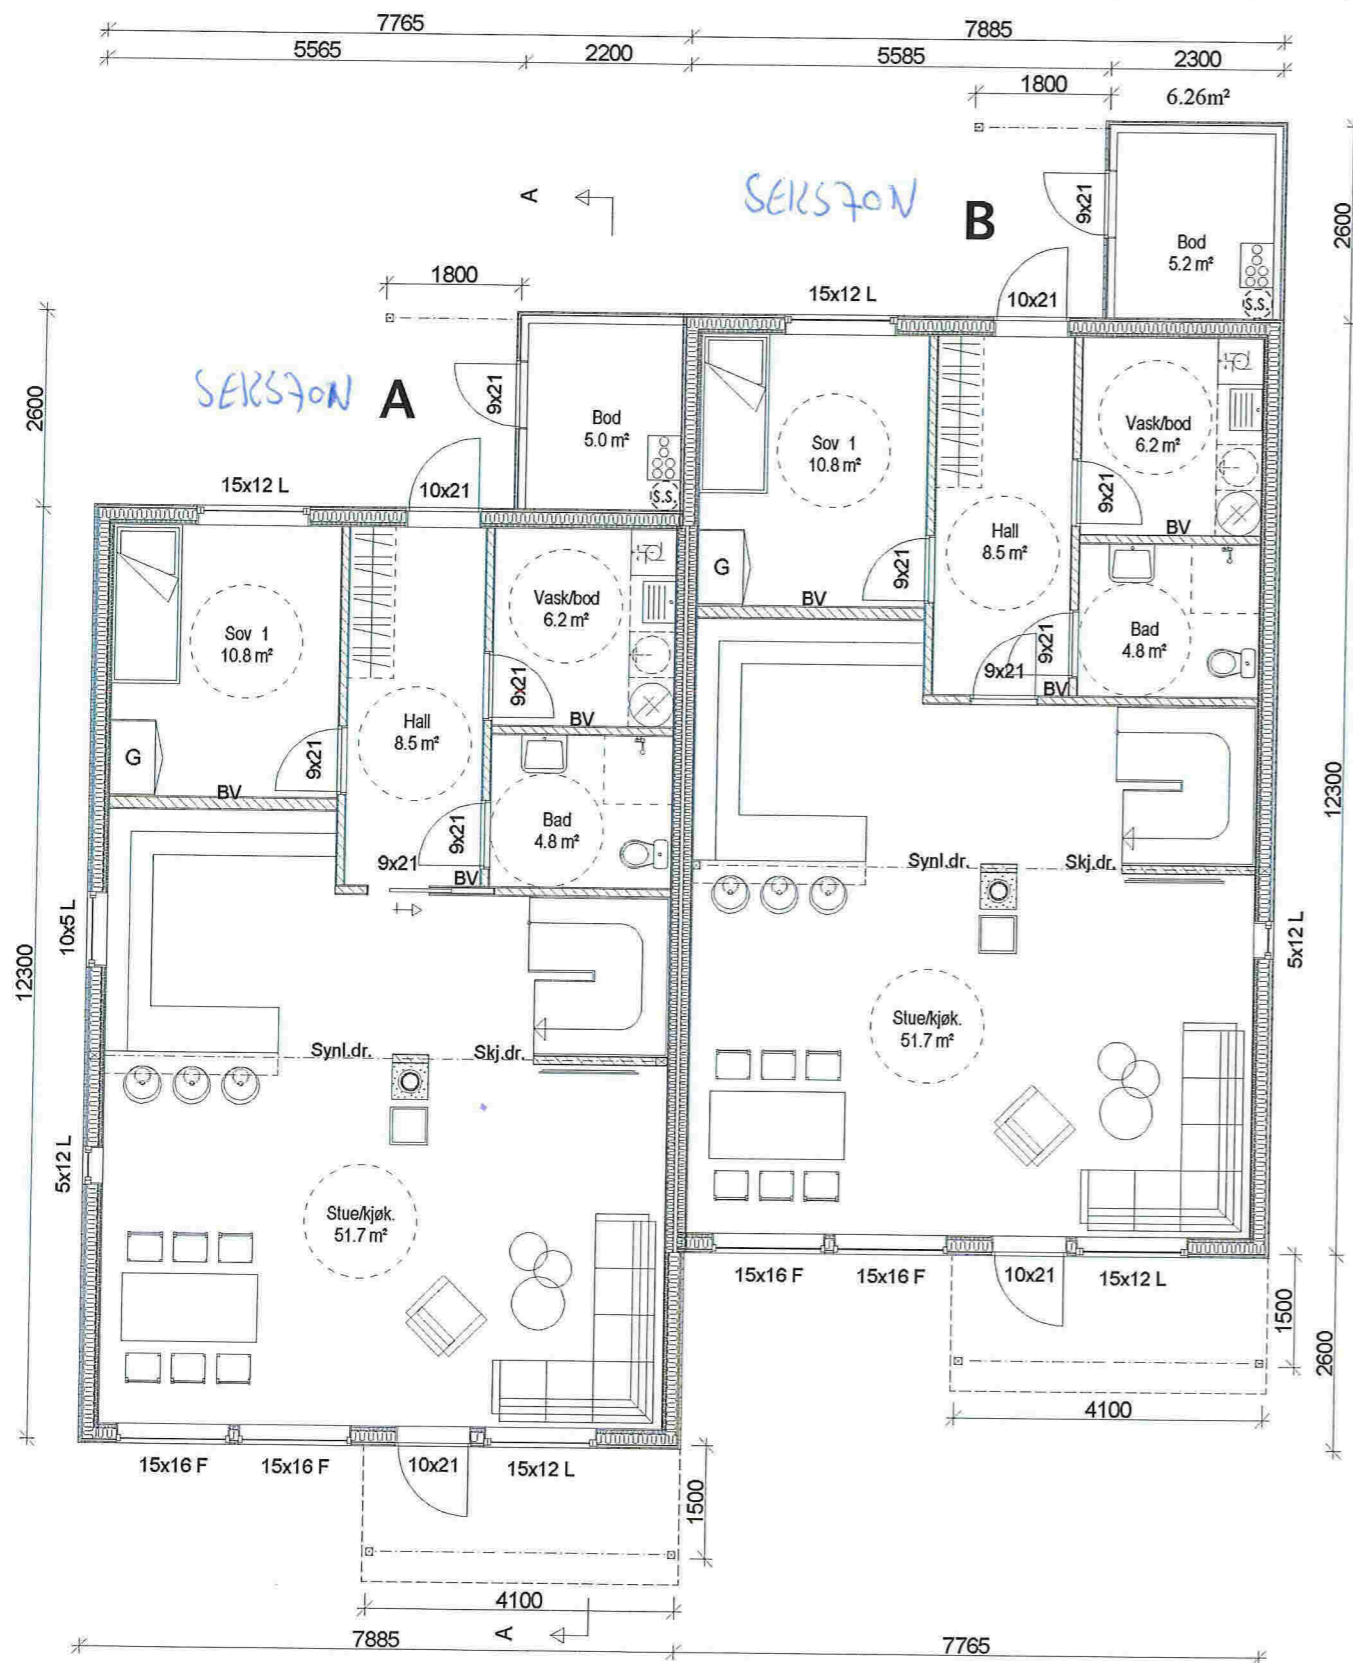 7765
7885
5565
2200
5585
2300
1800
6.26m²
A
SEKSJON
B
9x21
Bod
5.2 m²
S.S.
2600
1800
15x12 L
10x21
SEKSJON
A
2600
9x21
Bod
5.0 m²
S.S.
Sov 1
10.8 m²
Vask/bod
6.2 m²
9x21
BV
Hall
8.5 m²
G
9x21
BV
Bad
4.8 m²
9x21
9x21
BV
15x12 L
10x21
Sov 1
10.8 m²
Vask/bod
6.2 m²
9x21
BV
Hall
8.5 m²
G
9x21
BV
Bad
4.8 m²
9x21
9x21
BV
12300
12300
10x5 L
5x12 L
5x12 L
Synl.dr.
Skj.dr.
Synl.dr.
Skj.dr.
Stue/kjøk.
51.7 m²
Stue/kjøk.
51.7 m²
15x16 F
15x16 F
10x21
15x12 L
1500
2600
4100
15x16 F
15x16 F
10x21
15x12 L
1500
4100
A
7885
7765